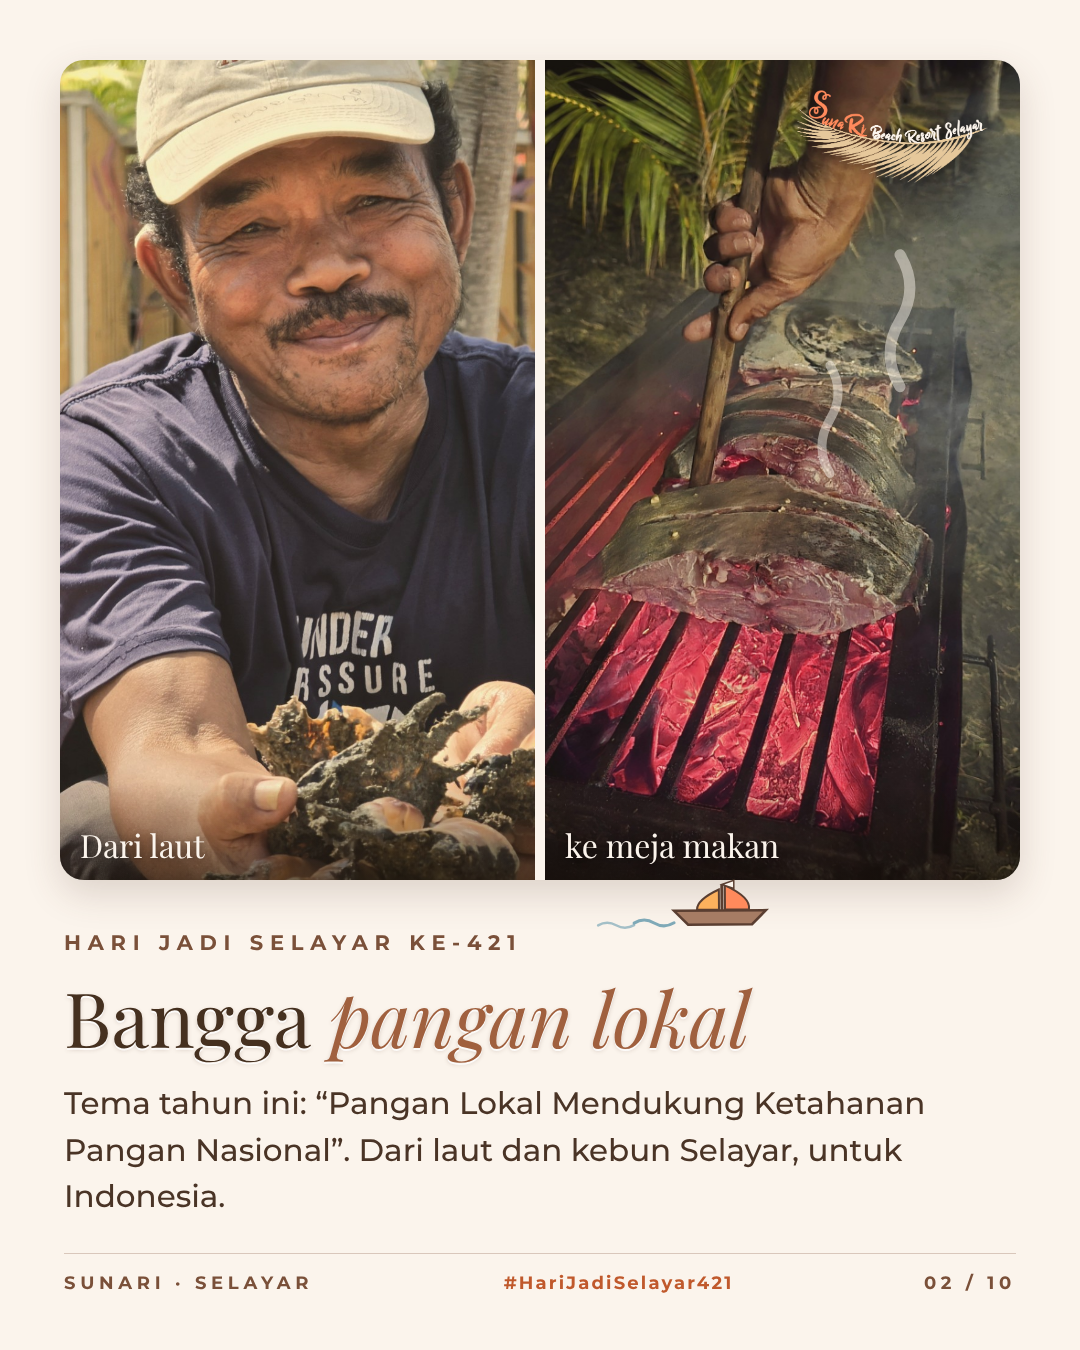 SunaRi Beach Resort Selayar
UNDER
SSURE
Dari laut
ke meja makan
HARI JADI SELAYAR KE-421
Bangga pangan lokal
Tema tahun ini: “Pangan Lokal Mendukung Ketahanan
Pangan Nasional”. Dari laut dan kebun Selayar, untuk
Indonesia.
SUNARI · SELAYAR
#HariJadiSelayar421
02 / 10